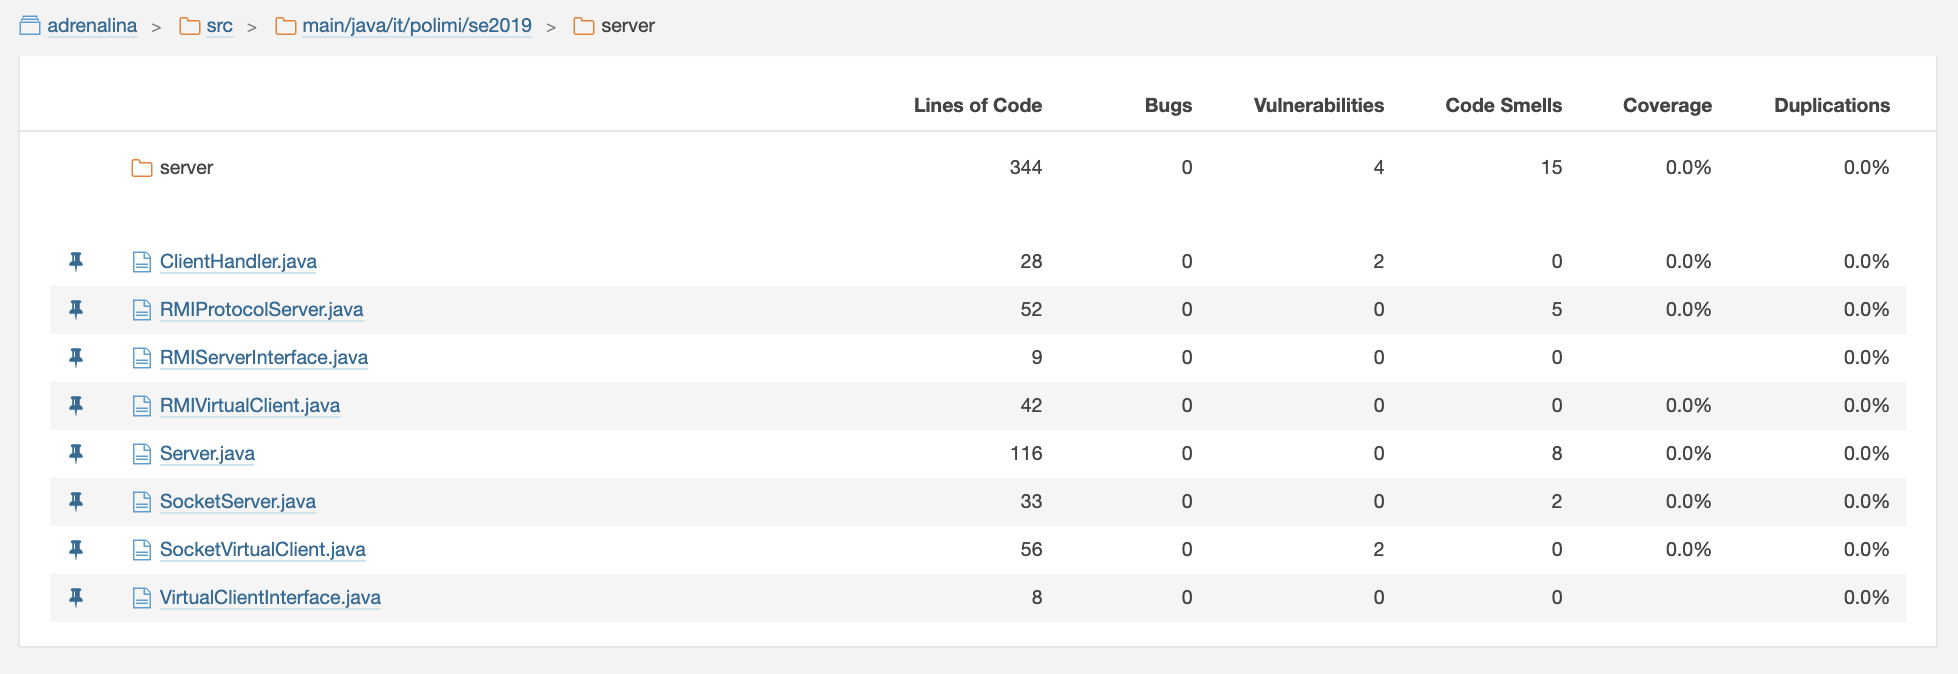 adrenalina > src > main/java/it/polimi/se2019 > server
Lines of Code Bugs Vulnerabilities Code Smells Coverage Duplications
server 344 0 4 15 0.0% 0.0%
ClientHandler.java 28 0 2 0 0.0% 0.0%
RMIProtocolServer.java 52 0 0 5 0.0% 0.0%
RMIServerInterface.java 9 0 0 0 0.0%
RMIVirtualClient.java 42 0 0 0 0.0% 0.0%
Server.java 116 0 0 8 0.0% 0.0%
SocketServer.java 33 0 0 2 0.0% 0.0%
SocketVirtualClient.java 56 0 2 0 0.0% 0.0%
VirtualClientInterface.java 8 0 0 0 0.0%